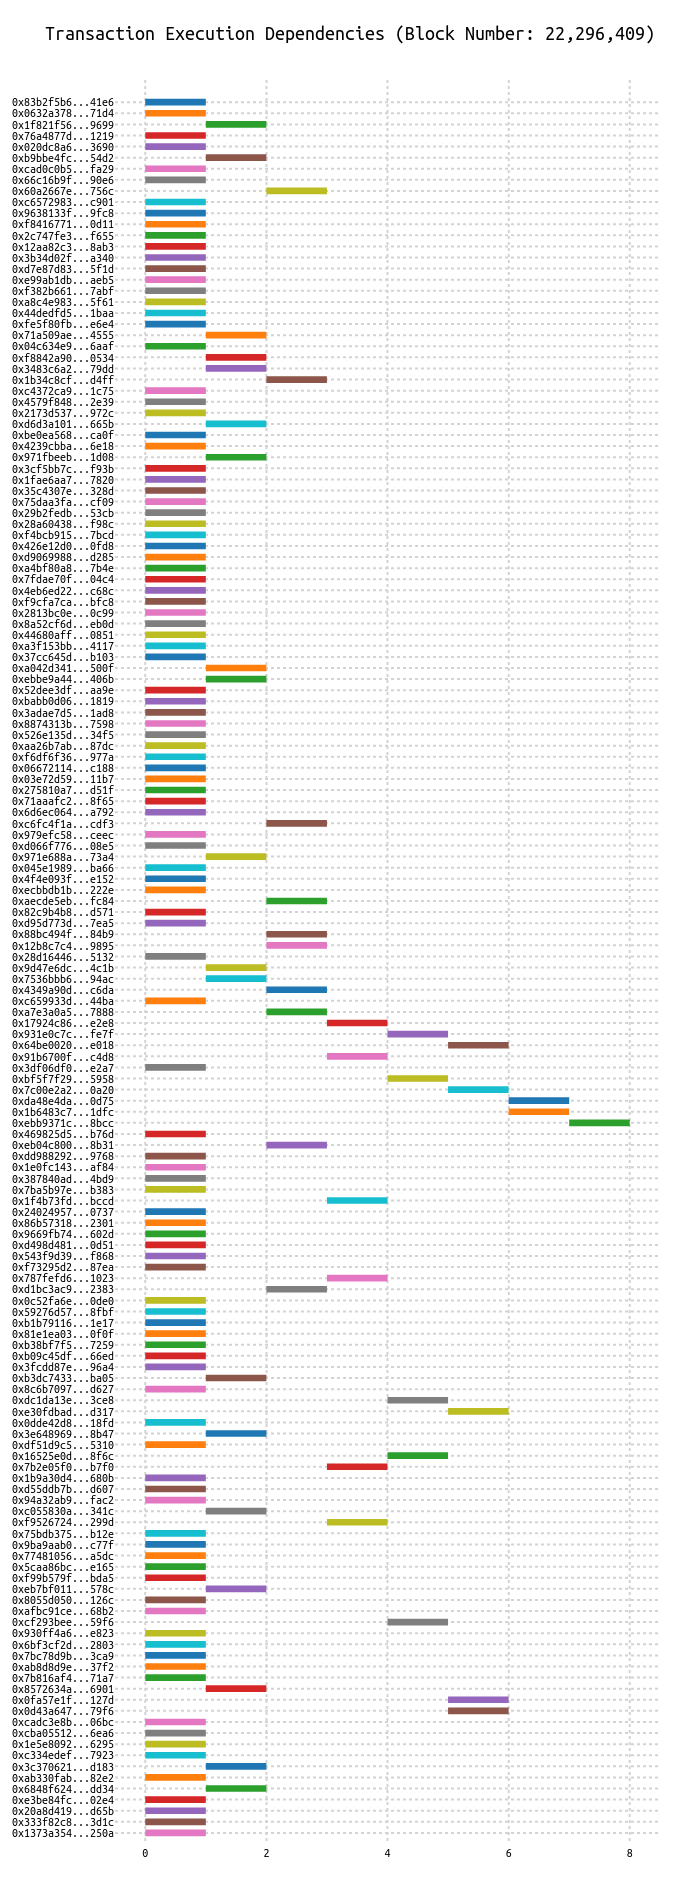 Transaction Execution Dependencies (Block Number: 22,296,409)
0x83b2f5b6...41e6
0x0632a378...71d4
0x1f821f56...9699
0x76a4877d...1219
0x020dc8a6...3690
0xb9bbe4fc...54d2
0xcad0c0b5...fa29
0x66c16b9f...90e6
0x60a2667e...756c
0xc6572983...c901
0x9638133f...9fc8
0xf8416771...0d11
0x2c747fe3...f655
0x12aa82c3...8ab3
0x3b34d02f...a340
0xd7e87d83...5f1d
0xe99ab1db...aeb5
0xf382b661...7abf
0xa8c4e983...5f61
0x44dedfd5...1baa
0xfe5f80fb...e6e4
0x71a509ae...4555
0x04c634e9...6aaf
0xf8842a90...0534
0x3483c6a2...79dd
0x1b34c8cf...d4ff
0xc4372ca9...1c75
0x4579f848...2e39
0x2173d537...972c
0xd6d3a101...665b
0xbe0ea568...ca0f
0x4239cbba...6e18
0x971fbeeb...1d08
0x3cf5bb7c...f93b
0x1fae6aa7...7820
0x35c4307e...328d
0x75daa3fa...cf09
0x29b2fedb...53cb
0x28a60438...f98c
0xf4bcb915...7bcd
0x426e12d0...0fd8
0xd9069988...d285
0xa4bf80a8...7b4e
0x7fdae70f...04c4
0x4eb6ed22...c68c
0xf9cfa7ca...bfc8
0x2813bc0e...0c99
0x8a52cf6d...eb0d
0x44680aff...0851
0xa3f153bb...4117
0x37cc645d...b103
0xa042d341...500f
0xebbe9a44...406b
0x52dee3df...aa9e
0xbabb0d06...1819
0x3adae7d5...1ad8
0x8874313b...7598
0x526e135d...34f5
0xaa26b7ab...87dc
0xf6df6f36...977a
0x06672114...c188
0x03e72d59...11b7
0x275810a7...d51f
0x71aaafc2...8f65
0x6d6ec064...a792
0xc6fc4f1a...cdf3
0x979efc58...ceec
0xd066f776...08e5
0x971e688a...73a4
0x045e1989...ba66
0x4f4e093f...e152
0xecbbdb1b...222e
0xaecde5eb...fc84
0x82c9b4b8...d571
0xd95d773d...7ea5
0x88bc494f...84b9
0x12b8c7c4...9895
0x28d16446...5132
0x9d47e6dc...4c1b
0x7536bbb6...94ac
0x4349a90d...c6da
0xc659933d...44ba
0xa7e3a0a5...7888
0x17924c86...e2e8
0x931e0c7c...fe7f
0x64be0020...e018
0x91b6700f...c4d8
0x3df06df0...e2a7
0xbf5f7f29...5958
0x7c00e2a2...0a20
0xda48e4da...0d75
0x1b6483c7...1dfc
0xebb9371c...8bcc
0x469825d5...b76d
0xeb04c800...8b31
0xdd988292...9768
0x1e0fc143...af84
0x387840ad...4bd9
0x7ba5b97e...b383
0x1f4b73fd...bccd
0x24024957...0737
0x86b57318...2301
0x9669fb74...602d
0xd498d481...0d51
0x543f9d39...f868
0xf73295d2...87ea
0x787fefd6...1023
0xd1bc3ac9...2383
0x0c52fa6e...0de0
0x59276d57...8fbf
0xb1b79116...1e17
0x81e1ea03...0f0f
0xb38bf7f5...7259
0xb09c45df...66ed
0x3fcdd87e...96a4
0xb3dc7433...ba05
0x8c6b7097...d627
0xdc1da13e...3ce8
0xe30fdbad...d317
0x0dde42d8...18fd
0x3e648969...8b47
0xdf51d9c5...5310
0x16525e0d...8f6c
0x7b2e05f0...b7f0
0x1b9a30d4...680b
0xd55ddb7b...d607
0x94a32ab9...fac2
0xc055830a...341c
0xf9526724...299d
0x75bdb375...b12e
0x9ba9aab0...c77f
0x77481056...a5dc
0x5caa86bc...e165
0xf99b579f...bda5
0xeb7bf011...578c
0x8055d050...126c
0xafbc91ce...68b2
0xcf293bee...59f6
0x930ff4a6...e823
0x6bf3cf2d...2803
0x7bc78d9b...3ca9
0xab8d8d9e...37f2
0x7b816af4...71a7
0x8572634a...6901
0x0fa57e1f...127d
0x0d43a647...79f6
0xcadc3e8b...06bc
0xcba05512...6ea6
0x1e5e8092...6295
0xc334edef...7923
0x3c370621...d183
0xab330fab...82e2
0x6848f624...dd34
0xe3be84fc...02e4
0x20a8d419...d65b
0x333f82c8...3d1c
0x1373a354...250a
0 2 4 6 8